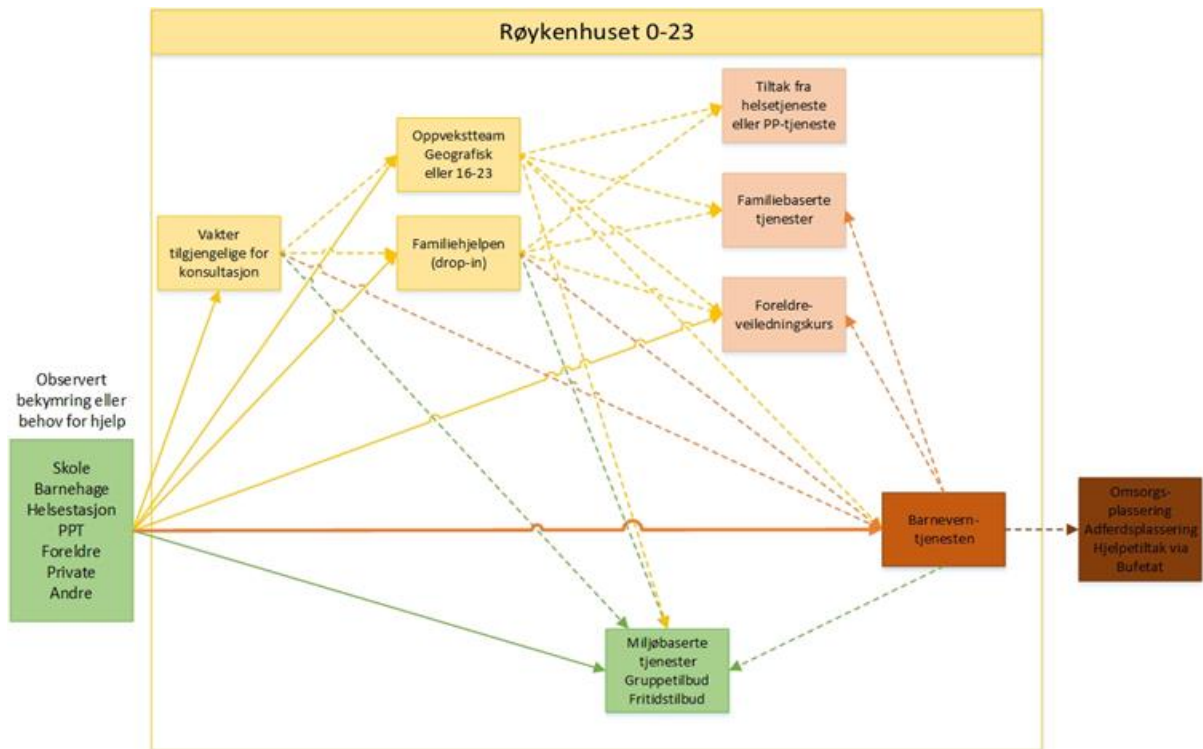 Røykenhuset 0-23
Tiltak fra
helsetjeneste
eller PP-tjeneste
Oppvekstteam
Geografisk
eller 16-23
Familiebaserte
tjenester
Vakter
tilgjengelige for
konsultasjon
Familiehjelpen
(drop-in)
Foreldre-
veiledningskurs
Observert
bekymring eller
behov for hjelp
Skole
Barnehage
Helsestasjon
PPT
Foreldre
Private
Andre
Barnevern-
tjenesten
Omsorgs-
plassering
Adferdsplassering
Hjelpetiltak via
Bufetat
Miljøbaserte
tjenester
Gruppetilbud
Fritidstilbud